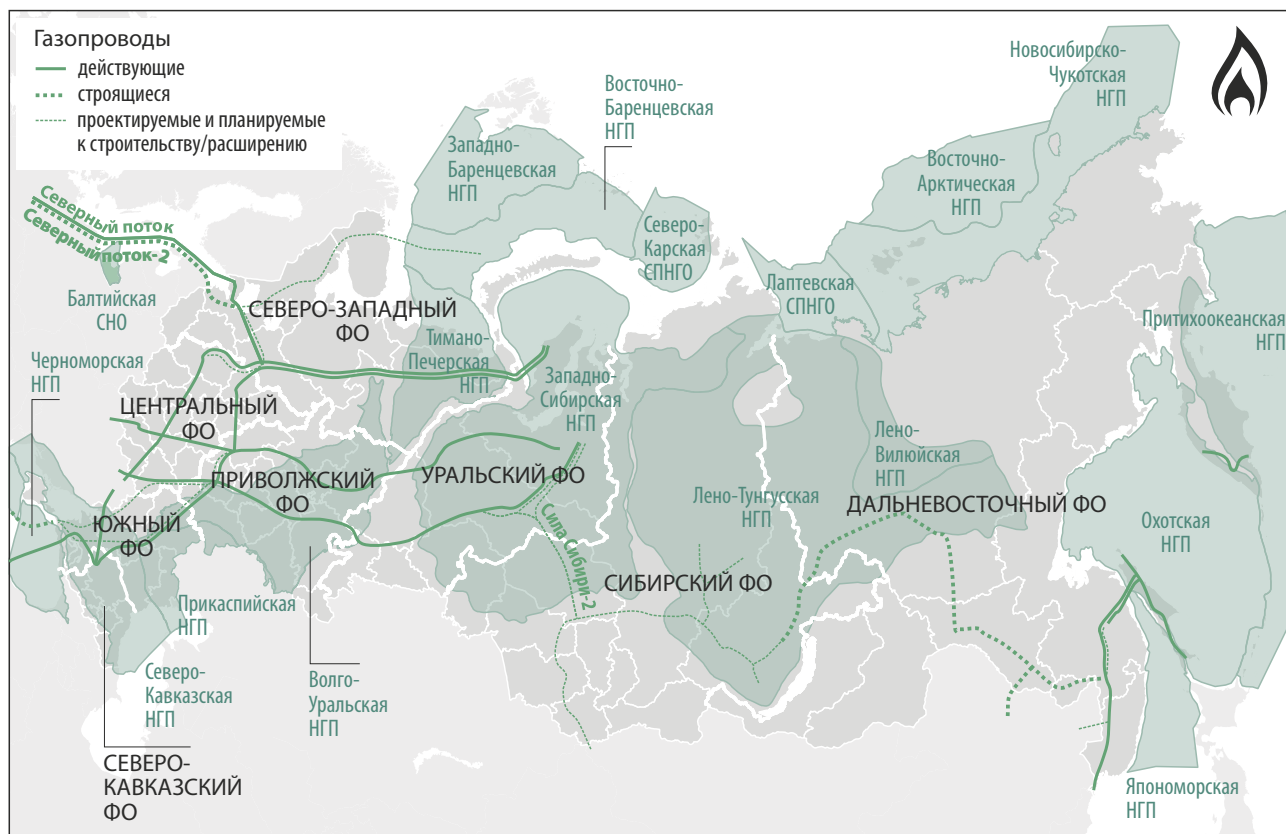 Газопроводы
действующие
строящиеся
проектируемые и планируемые
к строительству/расширению
Новосибирско-
Чукотская
НГП
Восточно-
Баренцевская
НГП
Западно-
Баренцевская
НГП
Восточно-
Арктическая
НГП
Северный поток
Северный поток-2
Северо-
Карская
СПНГО
Лаптевская
СПНГО
Балтийская
СНО
СЕВЕРО-ЗАПАДНЫЙ
ФО
Притихоокеанская
НГП
Тимано-
Печерская
НГП
Черноморская
НГП
Западно-
Сибирская
НГП
ЦЕНТРАЛЬНЫЙ
ФО
Лено-
Вилюйская
НГП
ПРИВОЛЖСКИЙ
ФО
УРАЛЬСКИЙ ФО
Лено-Тунгусская
НГП
ДАЛЬНЕВОСТОЧНЫЙ ФО
ЮЖНЫЙ
ФО
Охотская
НГП
Сила Сибири-2
СИБИРСКИЙ ФО
Прикаспийская
НГП
Северо-
Кавказская
НГП
Волго-
Уральская
НГП
СЕВЕРО-
КАВКАЗСКИЙ
ФО
Япономорская
НГП